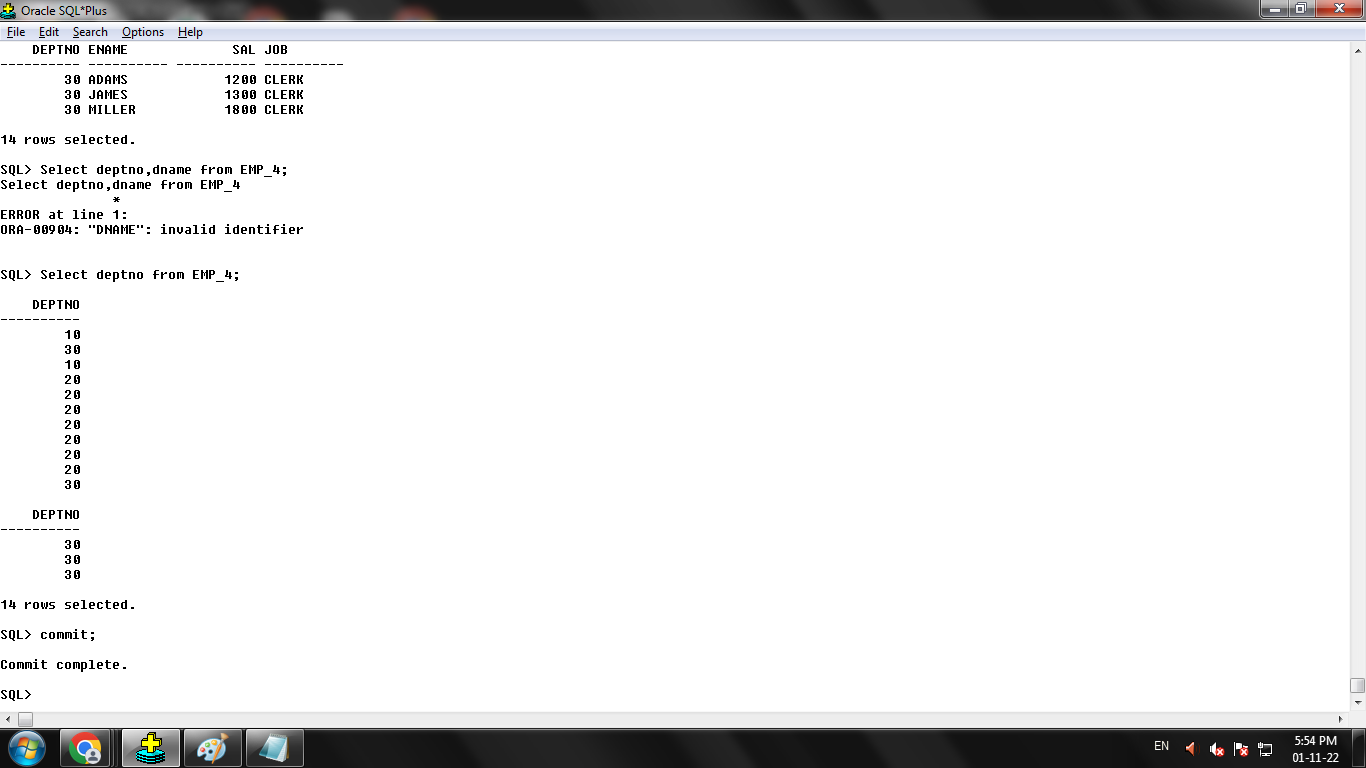 Oracle SQL*Plus
File Edit Search Options Help
DEPTNO ENAME SAL JOB
---------- ---------- ---------- ----------
30 ADAMS 1200 CLERK
30 JAMES 1300 CLERK
30 MILLER 1800 CLERK
14 rows selected.
SQL> Select deptno,dname from EMP_4;
Select deptno,dname from EMP_4
*
ERROR at line 1:
ORA-00904: "DNAME": invalid identifier
SQL> Select deptno from EMP_4;
DEPTNO
----------
10
30
10
20
20
20
20
20
20
20
30
DEPTNO
----------
30
30
30
14 rows selected.
SQL> commit;
Commit complete.
SQL>
EN
5:54 PM
01-11-22